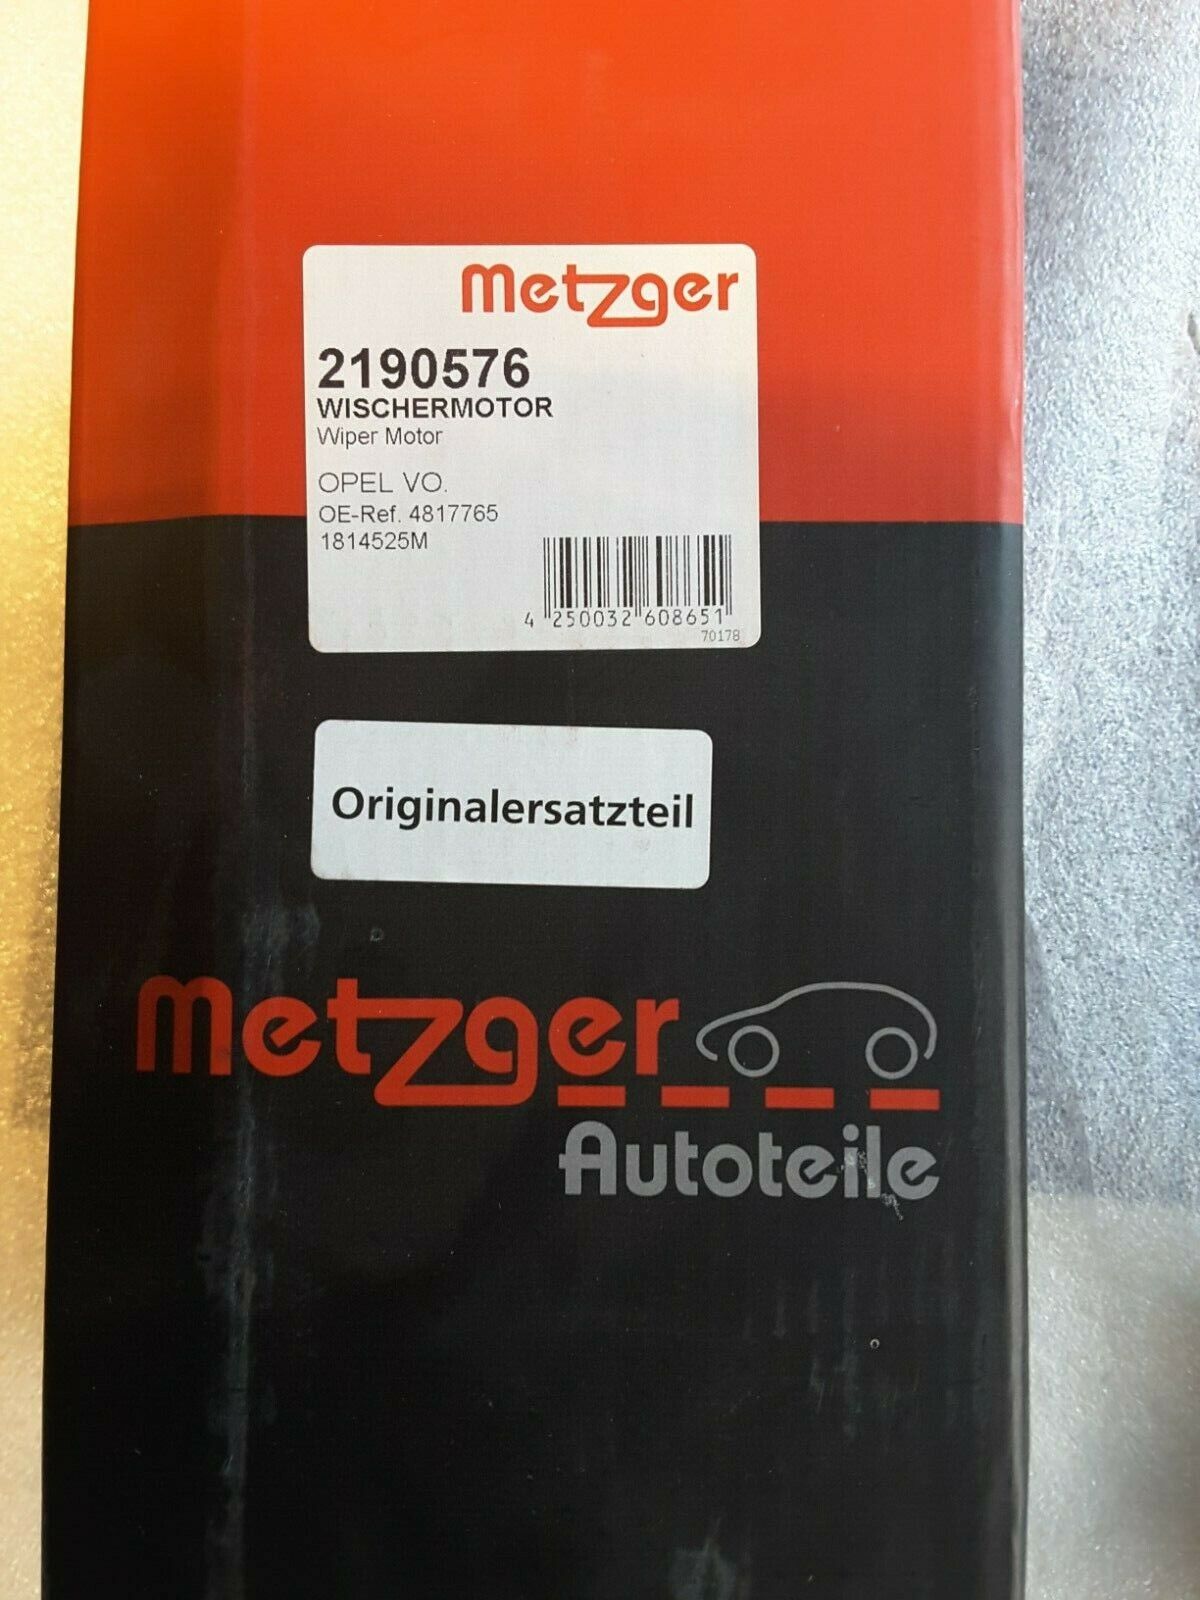 Metzger
2190576
WISCHERMOTOR
Wiper Motor
OPEL VO.
OE-Ref. 4817765
1814525M
4 250032 608651
70178
Originalersatzteil
Metzger
Autoteile